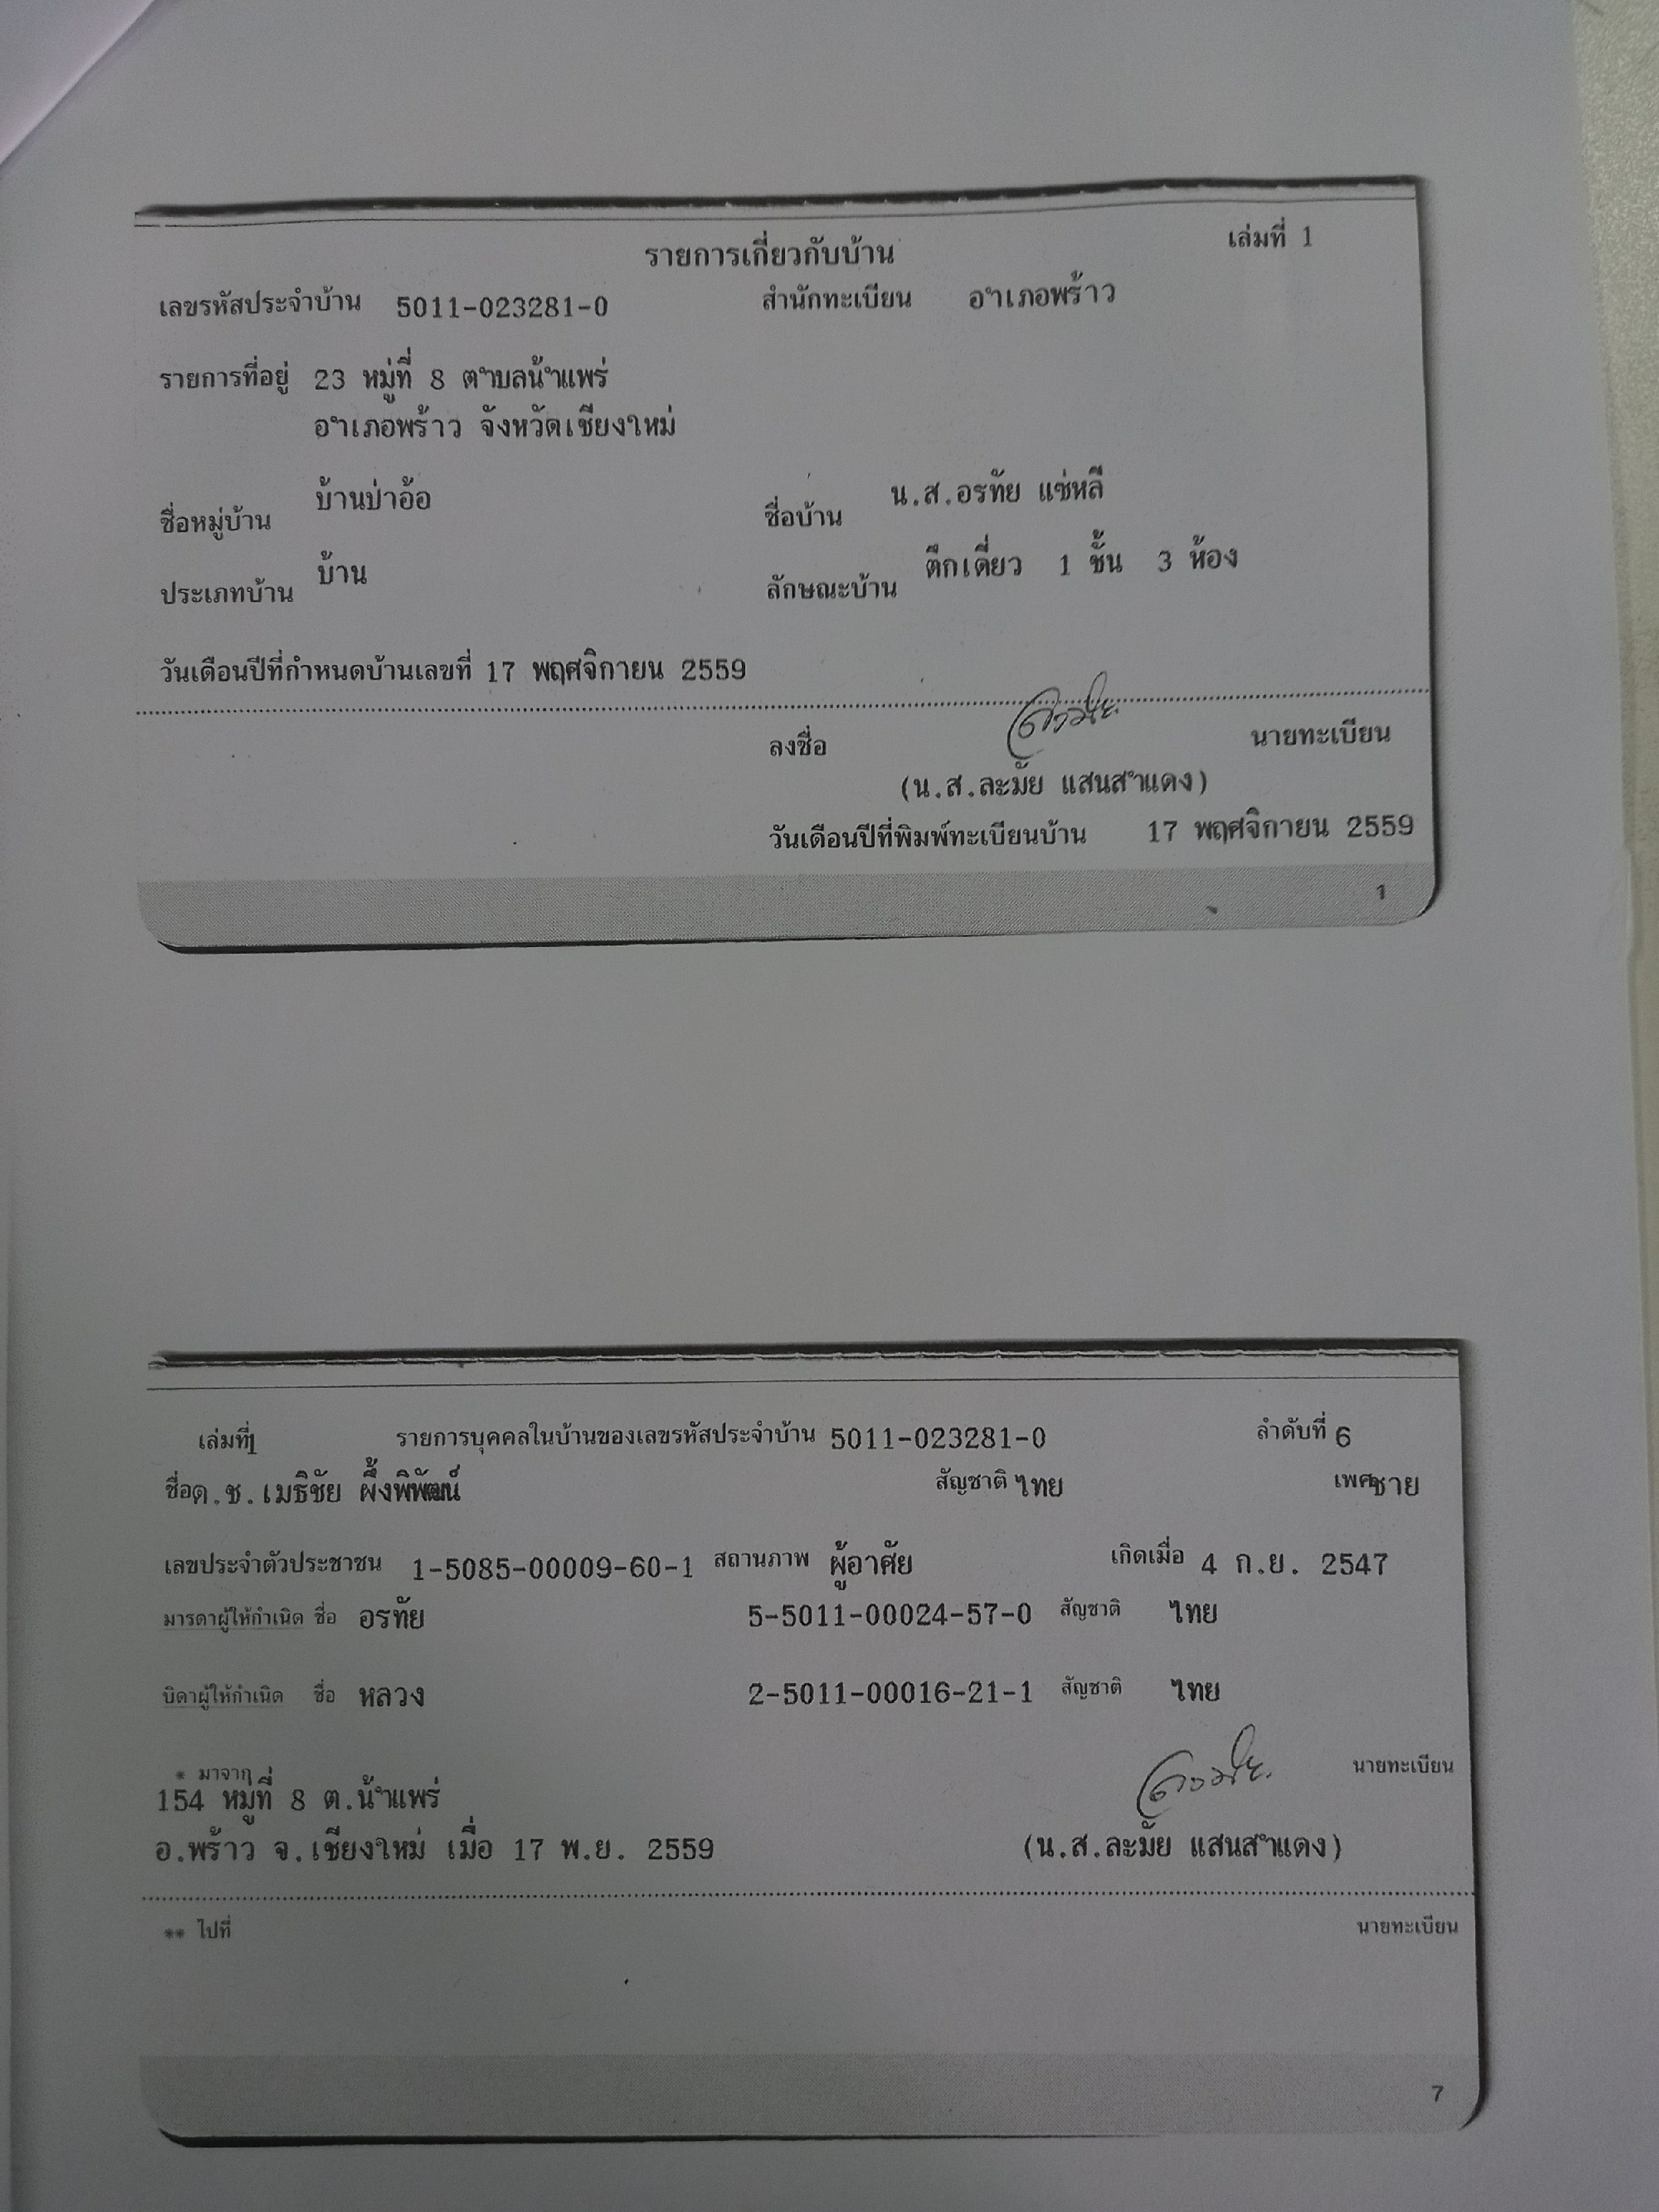 รายการเกี่ยวกับบ้าน เล่มที่ 1
เลขรหัสประจำบ้าน 5011-023281-0 สำนักทะเบียน อำเภอพร้าว
รายการที่อยู่ 23 หมู่ที่ 8 ตำบลน้ำแพร่
อำเภอพร้าว จังหวัดเชียงใหม่
ชื่อหมู่บ้าน บ้านป่าอ้อ ชื่อบ้าน น.ส.อรทัย แซ่หลี
ประเภทบ้าน บ้าน ลักษณะบ้าน ตึกเดี่ยว 1 ชั้น 3 ห้อง
วันเดือนปีที่กำหนดบ้านเลขที่ 17 พฤศจิกายน 2559
ลงชื่อ ละมัย นายทะเบียน
(น.ส.ละมัย แสนสำแดง)
วันเดือนปีที่พิมพ์ทะเบียนบ้าน 17 พฤศจิกายน 2559
1
เล่มที่ 1 รายการบุคคลในบ้านของเลขรหัสประจำบ้าน 5011-023281-0 ลำดับที่ 6
ชื่อ ด.ช.เมธิชัย ผึ้งพิพัฒน์ สัญชาติ ไทย เพศ ชาย
เลขประจำตัวประชาชน 1-5085-00009-60-1 สถานภาพ ผู้อาศัย เกิดเมื่อ 4 ก.ย. 2547
มารดาผู้ให้กำเนิด ชื่อ อรทัย 5-5011-00024-57-0 สัญชาติ ไทย
บิดาผู้ให้กำเนิด ชื่อ หลวง 2-5011-00016-21-1 สัญชาติ ไทย
* มาจาก ละมัย นายทะเบียน
154 หมู่ที่ 8 ต.น้ำแพร่
อ.พร้าว จ.เชียงใหม่ เมื่อ 17 พ.ย. 2559 (น.ส.ละมัย แสนสำแดง)
** ไปที่ นายทะเบียน
7